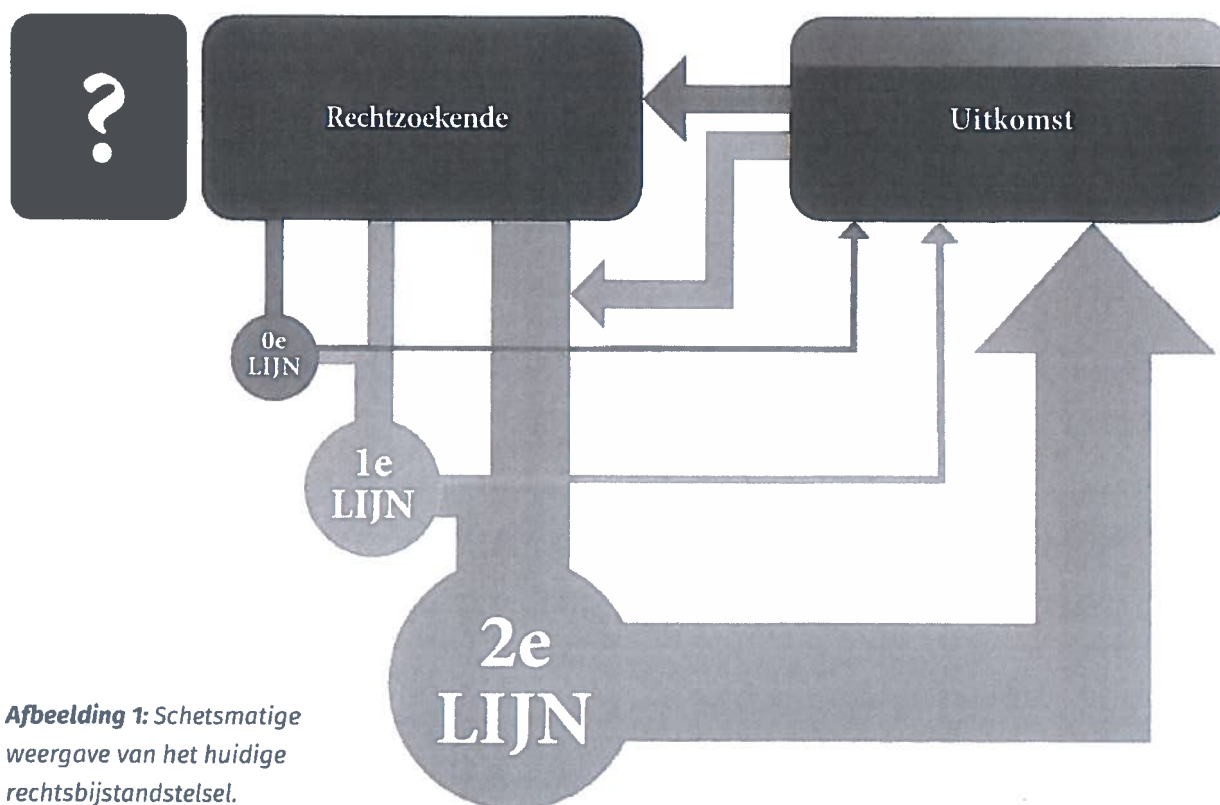 ?
Rechtzoekende
Uitkomst
0e
LIJN
1e
LIJN
2e
LIJN
Afbeelding 1: Schetsmatige
weergave van het huidige
rechtsbijstandstelsel.